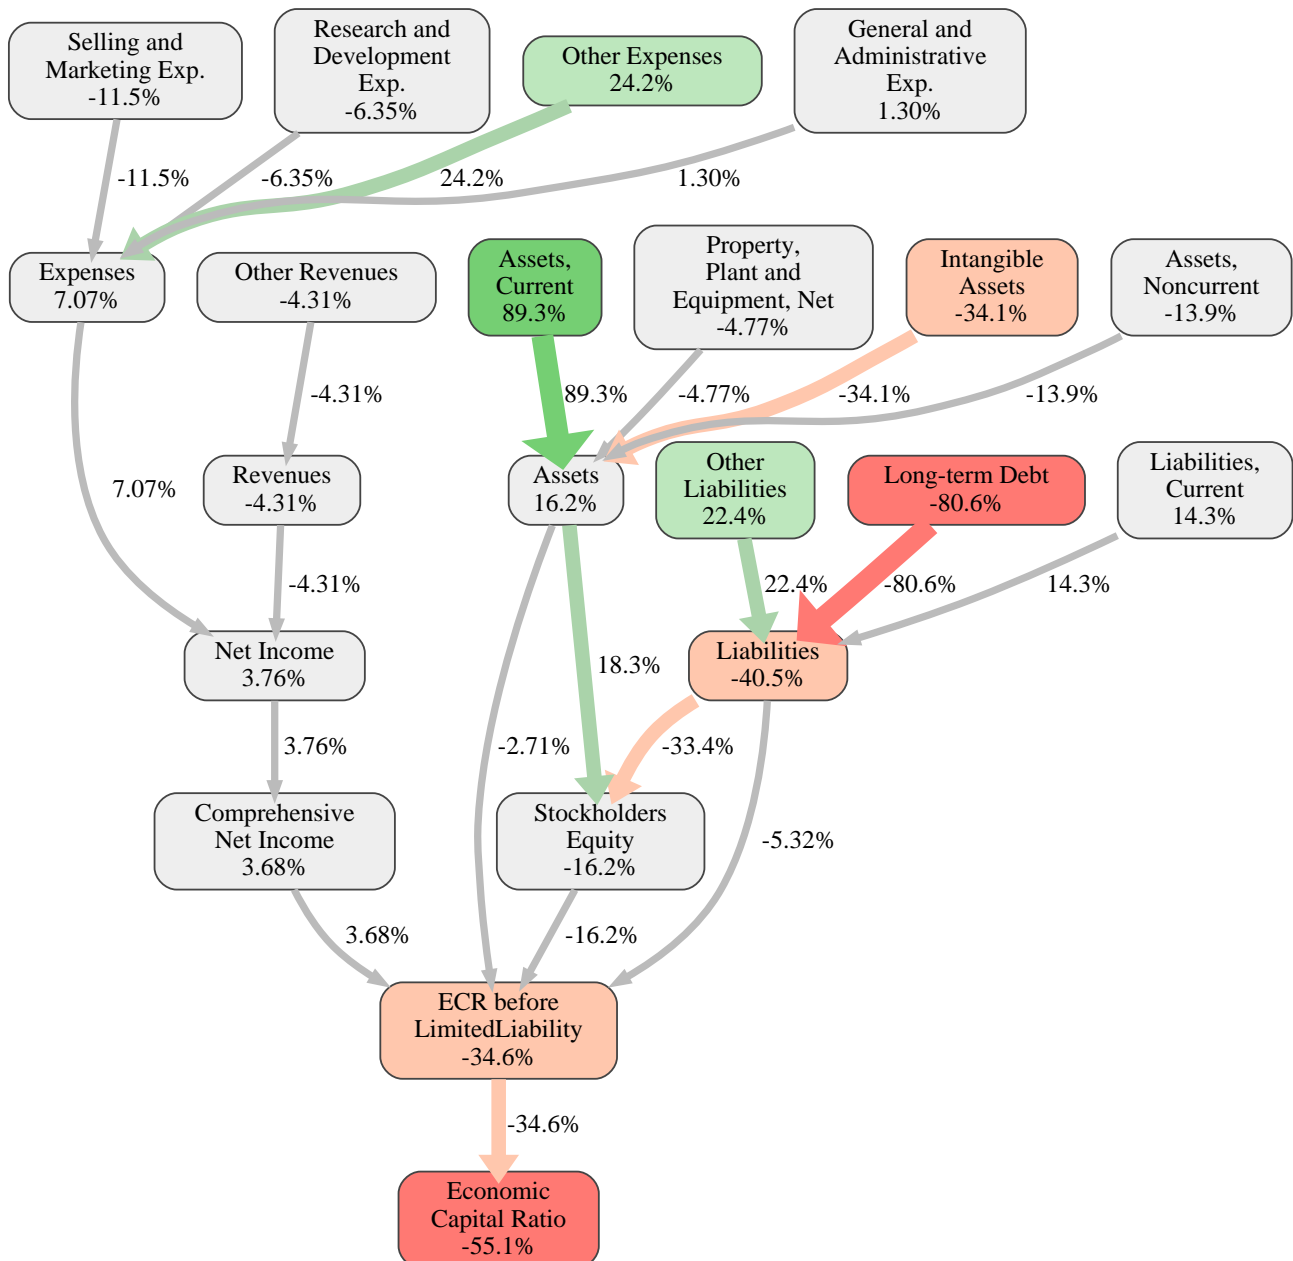 Selling and
Marketing Exp.
-11.5%
Research and
Development
Exp.
-6.35%
Other Expenses
24.2%
General and
Administrative
Exp.
1.30%
-11.5%
-6.35%
24.2%
1.30%
Expenses
7.07%
Other Revenues
-4.31%
Assets,
Current
89.3%
Property,
Plant and
Equipment, Net
-4.77%
Intangible
Assets
-34.1%
Assets,
Noncurrent
-13.9%
-4.31%
89.3%
-4.77%
-34.1%
-13.9%
7.07%
Revenues
-4.31%
Assets
16.2%
Other
Liabilities
22.4%
Long-term Debt
-80.6%
Liabilities,
Current
14.3%
-4.31%
22.4%
-80.6%
14.3%
Net Income
3.76%
18.3%
Liabilities
-40.5%
3.76%
-2.71%
-33.4%
Comprehensive
Net Income
3.68%
Stockholders
Equity
-16.2%
-5.32%
3.68%
-16.2%
ECR before
LimitedLiability
-34.6%
-34.6%
Economic
Capital Ratio
-55.1%